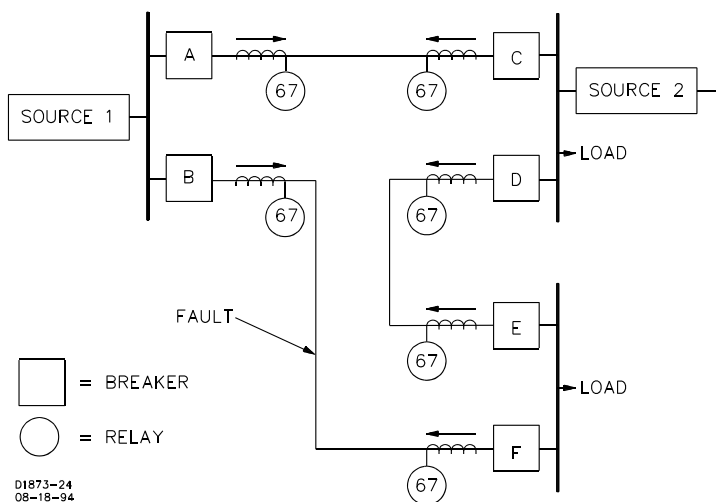 A
67
67
C
SOURCE 1
SOURCE 2
B
67
67
D
LOAD
FAULT
67
E
LOAD
= BREAKER
= RELAY
67
F
D1873-24
08-18-94